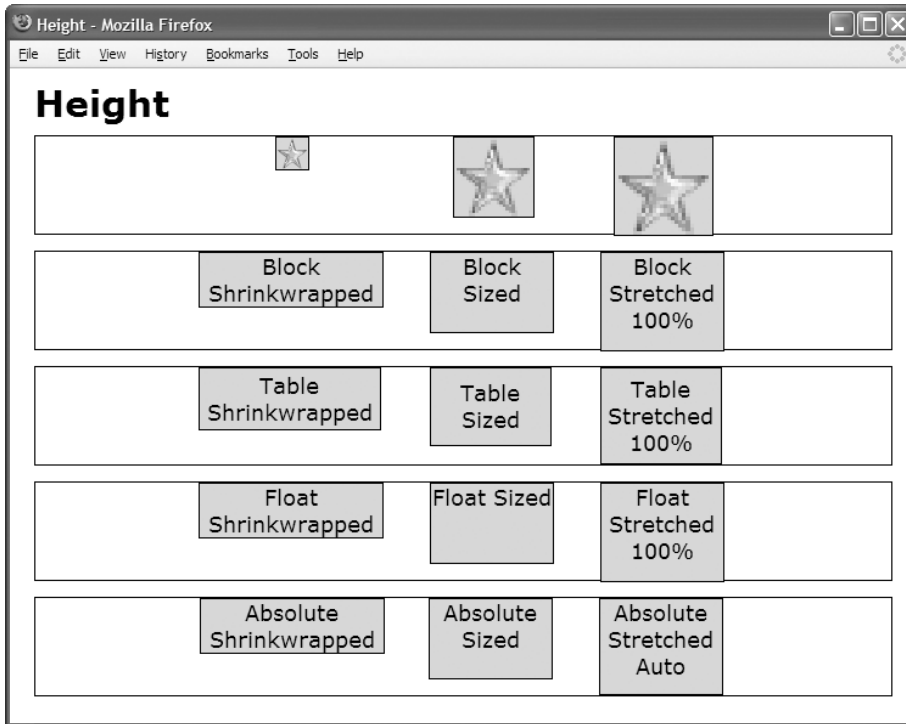 Height - Mozilla Firefox
File Edit View History Bookmarks Tools Help
Height
Block
Shrinkwrapped
Block
Sized
Block
Stretched
100%
Table
Shrinkwrapped
Table
Sized
Table
Stretched
100%
Float
Shrinkwrapped
Float Sized
Float
Stretched
100%
Absolute
Shrinkwrapped
Absolute
Sized
Absolute
Stretched
Auto